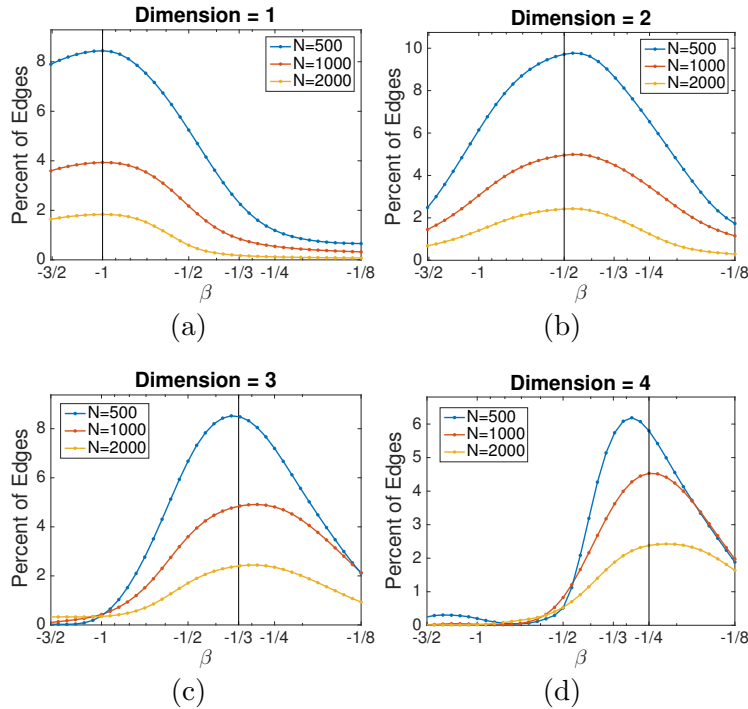 Dimension = 1
Percent of Edges
8
6
4
2
0
N=500
N=1000
N=2000
-3/2 -1 -1/2 -1/3 -1/4 -1/8
β
(a)
Dimension = 2
Percent of Edges
10
8
6
4
2
0
N=500
N=1000
N=2000
-3/2 -1 -1/2 -1/3 -1/4 -1/8
β
(b)
Dimension = 3
Percent of Edges
8
6
4
2
0
N=500
N=1000
N=2000
-3/2 -1 -1/2 -1/3 -1/4 -1/8
β
(c)
Dimension = 4
Percent of Edges
6
5
4
3
2
1
0
N=500
N=1000
N=2000
-3/2 -1 -1/2 -1/3 -1/4 -1/8
β
(d)